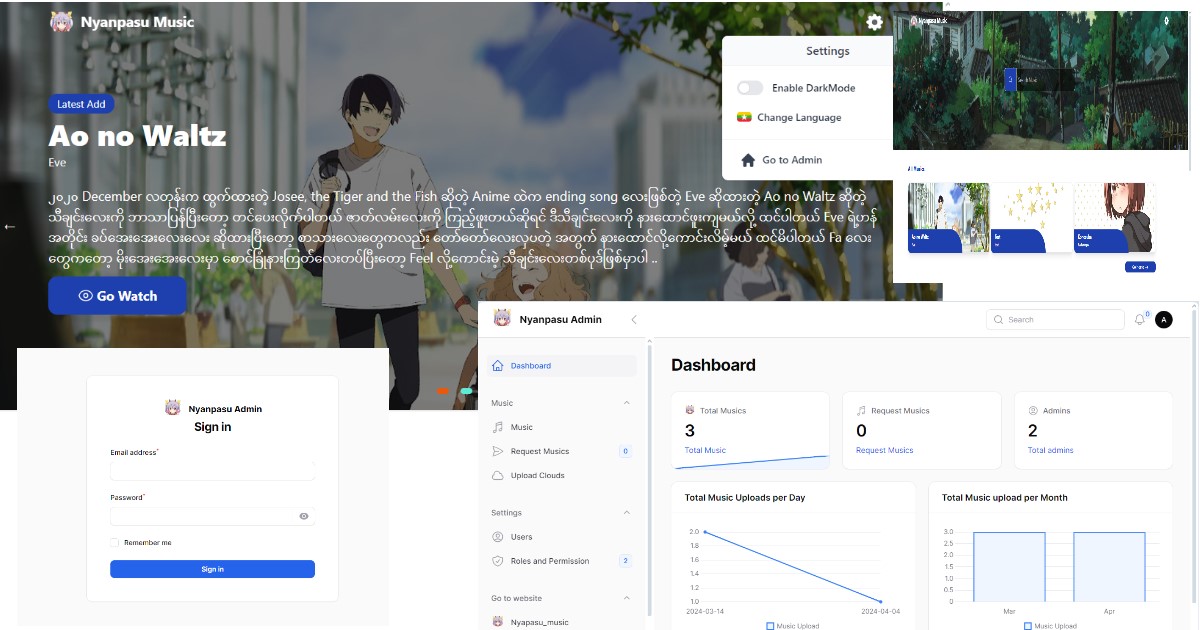 Nyanpasu Music
Settings
Enable DarkMode
Change Language
Go to Admin
Latest Add
Ao no Waltz
Eve
၂၀၂၀ December လတုန်းက ထွက်ထားတဲ့ Josee, the Tiger and the Fish ဆိုတဲ့ Anime ထဲက ending song လေးဖြစ်တဲ့ Eve ဆိုထားတဲ့ Ao no Waltz ဆိုတဲ့
သီချင်းလေးကို ဘာသာပြန်ပြီးတော့ တင်ပေးလိုက်ပါတယ် ဇာတ်လမ်းလေးကို ကြည့်ဖူးတယ်ဆိုရင် ဒီသီချင်းလေးကို နားထောင်ဖူးကျမယ်လို့ ထင်ပါတယ် Eve ရဲ့ဟန်
အတိုင်း ခပ်အေးအေးလေးလေး ဆိုထားပြီးတော့ စာသားလေးတွေကလည်း တော်တော်လေးလှပတဲ့ အတွက် နားထောင်လို့ကောင်းလိမ့်မယ် ထင်မိပါတယ် Fa လေး
တွေကတော့ မိုးအေးအေးလေးမှာ စောင်ခြုံနားကြတ်လေးတပ်ပြီးတော့ Feel လို့ကောင်းမဲ့ သီချင်းလေးတစ်ပုဒ်ဖြစ်မှာပါ ..
Go Watch
Nyanpasu Music
All Musics
Nyanpasu Admin
Sign in
Email address*
Password*
Remember me
Sign in
Nyanpasu Admin
Search
0
A
Dashboard
Music
Music
Request Musics
0
Upload Clouds
Settings
Users
Roles and Permission
2
Go to website
Nyapasu_music
Dashboard
Total Musics
3
Total Music
Request Musics
0
Request Musics
Admins
2
Total admins
Total Music Uploads per Day
2.0
1.8
1.6
1.4
1.2
1.0
2024-03-14
2024-04-04
Music Upload
Total Music upload per Month
3.0
2.5
2.0
1.5
1.0
0.5
0
Mar
Apr
Music Upload